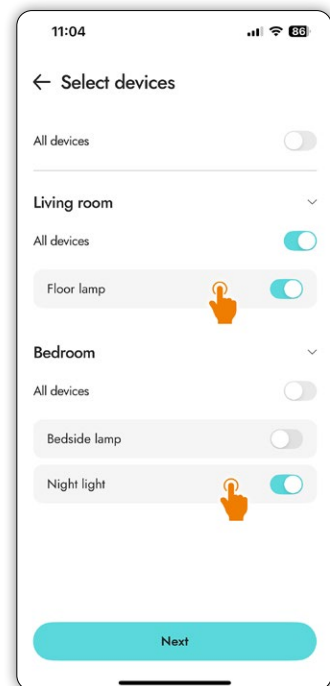 11:04
86
Select devices
All devices
Living room
All devices
Floor lamp
Bedroom
All devices
Bedside lamp
Night light
Next